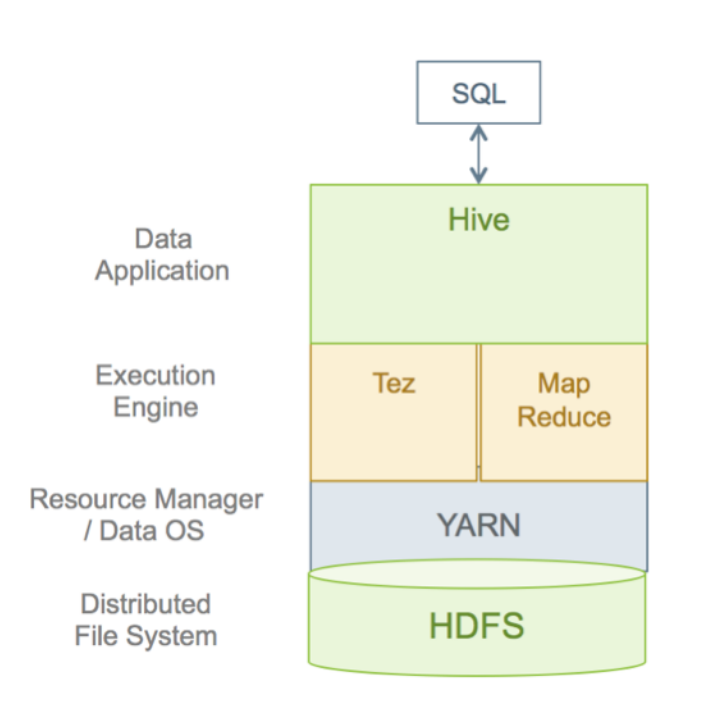 SQL
Hive
Data
Application
Execution
Engine
Tez
Map
Reduce
Resource Manager
/ Data OS
YARN
Distributed
File System
HDFS